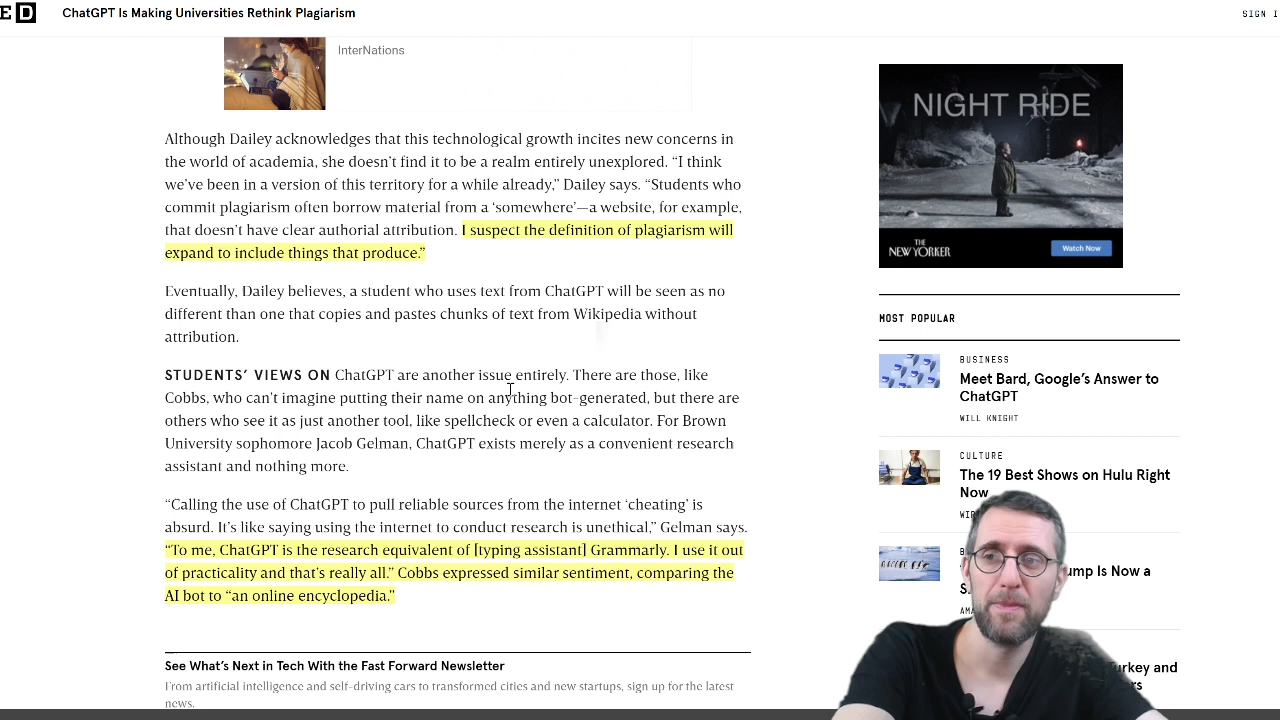 E D
ChatGPT Is Making Universities Rethink Plagiarism
SIGN I
InterNations
Although Dailey acknowledges that this technological growth incites new concerns in
the world of academia, she doesn't find it to be a realm entirely unexplored. “I think
we've been in a version of this territory for a while already,” Dailey says. “Students who
commit plagiarism often borrow material from a ‘somewhere’—a website, for example,
that doesn't have clear authorial attribution. I suspect the definition of plagiarism will
expand to include things that produce.”
Eventually, Dailey believes, a student who uses text from ChatGPT will be seen as no
different than one that copies and pastes chunks of text from Wikipedia without
attribution.
STUDENTS’ VIEWS ON ChatGPT are another issue entirely. There are those, like
Cobbs, who can't imagine putting their name on anything bot-generated, but there are
others who see it as just another tool, like spellcheck or even a calculator. For Brown
University sophomore Jacob Gelman, ChatGPT exists merely as a convenient research
assistant and nothing more.
“Calling the use of ChatGPT to pull reliable sources from the internet ‘cheating’ is
absurd. It's like saying using the internet to conduct research is unethical,” Gelman says.
“To me, ChatGPT is the research equivalent of [typing assistant] Grammarly. I use it out
of practicality and that's really all.” Cobbs expressed similar sentiment, comparing the
AI bot to “an online encyclopedia.”
See What's Next in Tech With the Fast Forward Newsletter
From artificial intelligence and self-driving cars to transformed cities and new startups, sign up for the latest
news.
NIGHT RIDE
THE
NEW YORKER
Watch Now
MOST POPULAR
BUSINESS
Meet Bard, Google's Answer to
ChatGPT
WILL KNIGHT
CULTURE
The 19 Best Shows on Hulu Right
Now
WIR
B
ump Is Now a
S
AMA
Turkey and